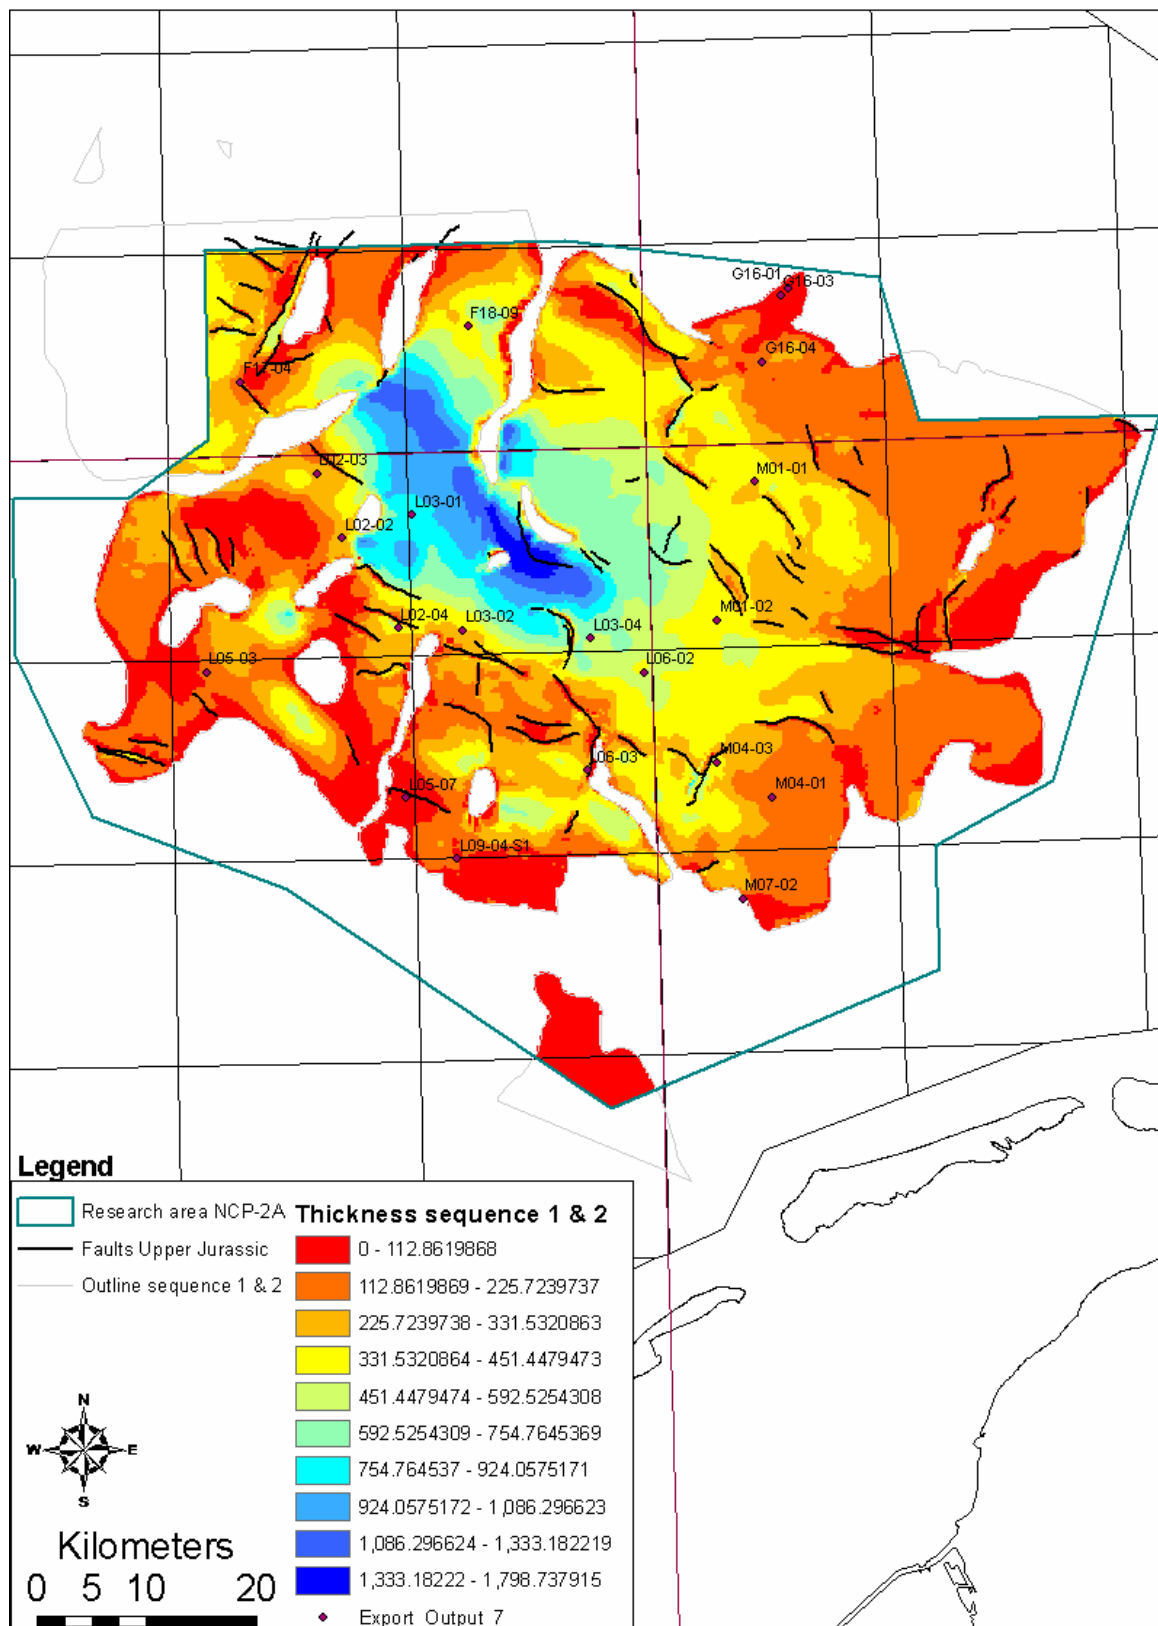 G16-01
G16-03
F18-09
G16-04
F17-04
L02-03
M01-01
L03-01
L02-02
M01-02
L02-04
L03-02
L03-04
L05-03
L06-02
M04-03
L06-03
L05-07
M04-01
L09-04-S1
M07-02
Legend
Research area NCP-2A
Faults Upper Jurassic
Outline sequence 1 & 2
Thickness sequence 1 & 2
0 - 112.8619868
112.8619869 - 225.7239737
225.7239738 - 331.5320863
331.5320864 - 451.4479473
451.4479474 - 592.5254308
592.5254309 - 754.7645369
754.764537 - 924.0575171
924.0575172 - 1,086.296623
1,086.296624 - 1,333.182219
1,333.18222 - 1,798.737915
Export_Output_7
N
W
E
S
Kilometers
0 5 10 20